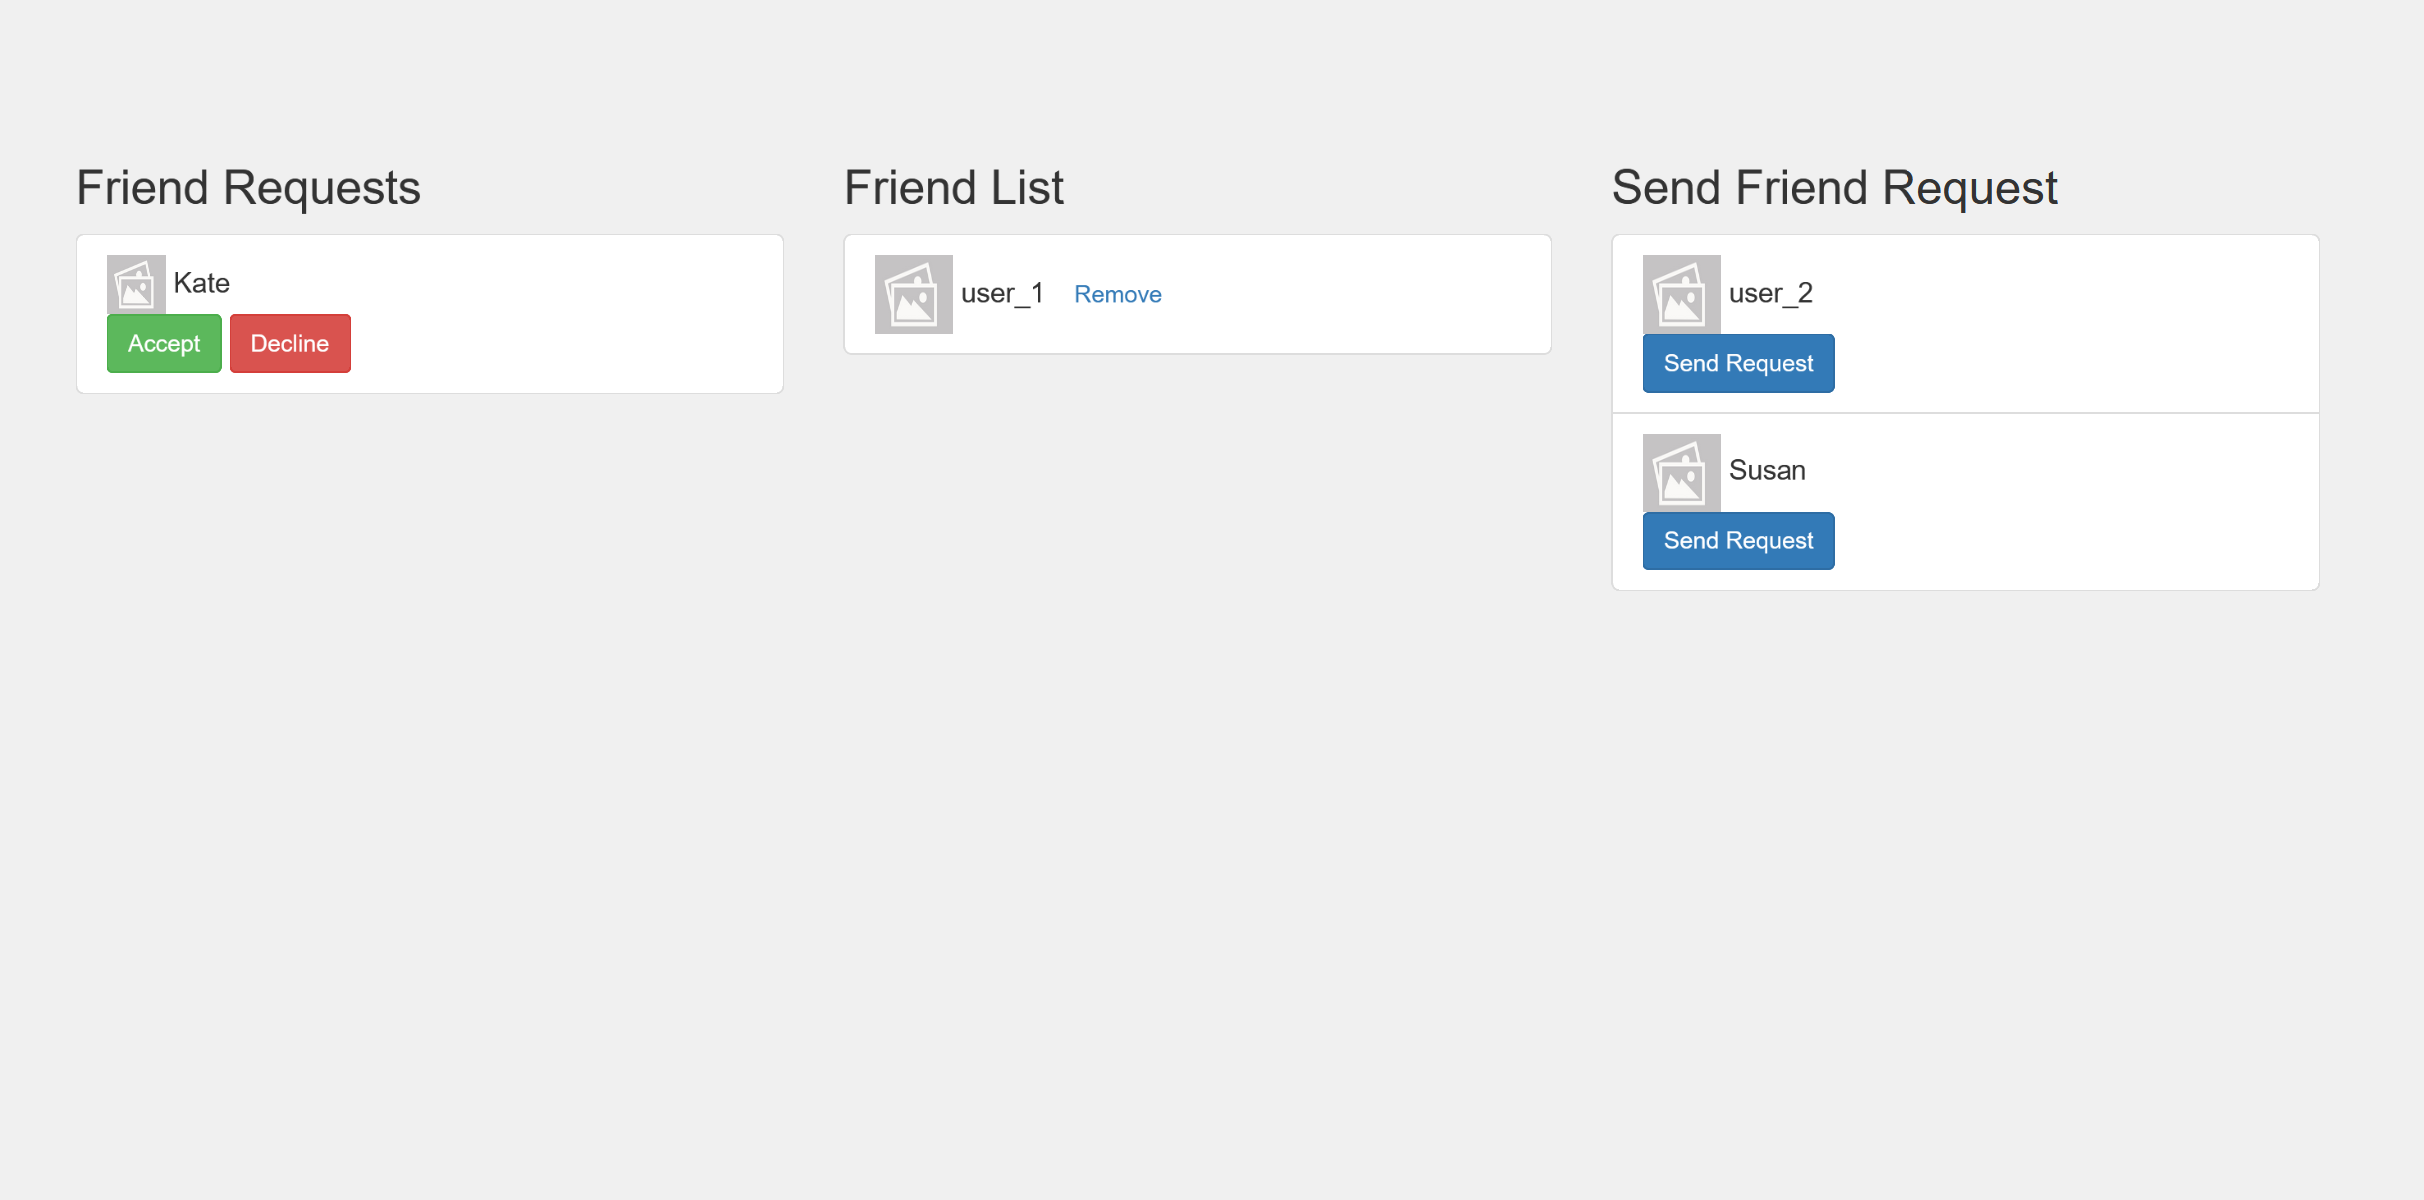 Friend Requests
Kate
Accept Decline
Friend List
user_1 Remove
Send Friend Request
user_2
Send Request
Susan
Send Request